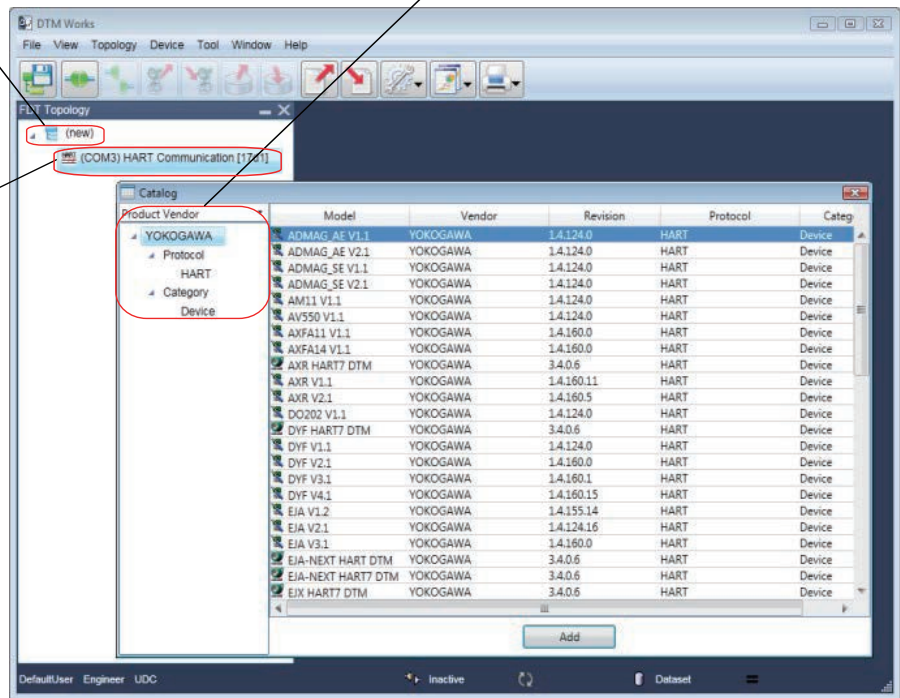 DTM Works
File View Topology Device Tool Window Help
FDT Topology
(new)
(COM3) HART Communication [17d1]
Catalog
Product Vendor
YOKOGAWA
Protocol
HART
Category
Device
Model Vendor Revision Protocol Categ
ADMAG_AE V1.1 YOKOGAWA 1.4.124.0 HART Device
ADMAG_AE V2.1 YOKOGAWA 1.4.124.0 HART Device
ADMAG_SE V1.1 YOKOGAWA 1.4.124.0 HART Device
ADMAG_SE V2.1 YOKOGAWA 1.4.124.0 HART Device
AM11 V1.1 YOKOGAWA 1.4.124.0 HART Device
AV550 V1.1 YOKOGAWA 1.4.124.0 HART Device
AXFA11 V1.1 YOKOGAWA 1.4.160.0 HART Device
AXFA14 V1.1 YOKOGAWA 1.4.160.0 HART Device
AXR HART7 DTM YOKOGAWA 3.4.0.6 HART Device
AXR V1.1 YOKOGAWA 1.4.160.11 HART Device
AXR V2.1 YOKOGAWA 1.4.160.5 HART Device
DO202 V1.1 YOKOGAWA 1.4.124.0 HART Device
DYF HART7 DTM YOKOGAWA 3.4.0.6 HART Device
DYF V1.1 YOKOGAWA 1.4.124.0 HART Device
DYF V2.1 YOKOGAWA 1.4.160.0 HART Device
DYF V3.1 YOKOGAWA 1.4.160.1 HART Device
DYF V4.1 YOKOGAWA 1.4.160.15 HART Device
EJA V1.2 YOKOGAWA 1.4.155.14 HART Device
EJA V2.1 YOKOGAWA 1.4.124.16 HART Device
EJA V3.1 YOKOGAWA 1.4.160.0 HART Device
EJA-NEXT HART DTM YOKOGAWA 3.4.0.6 HART Device
EJA-NEXT HART7 DTM YOKOGAWA 3.4.0.6 HART Device
EJX HART7 DTM YOKOGAWA 3.4.0.6 HART Device
Add
DefaultUser Engineer UDC Inactive Dataset